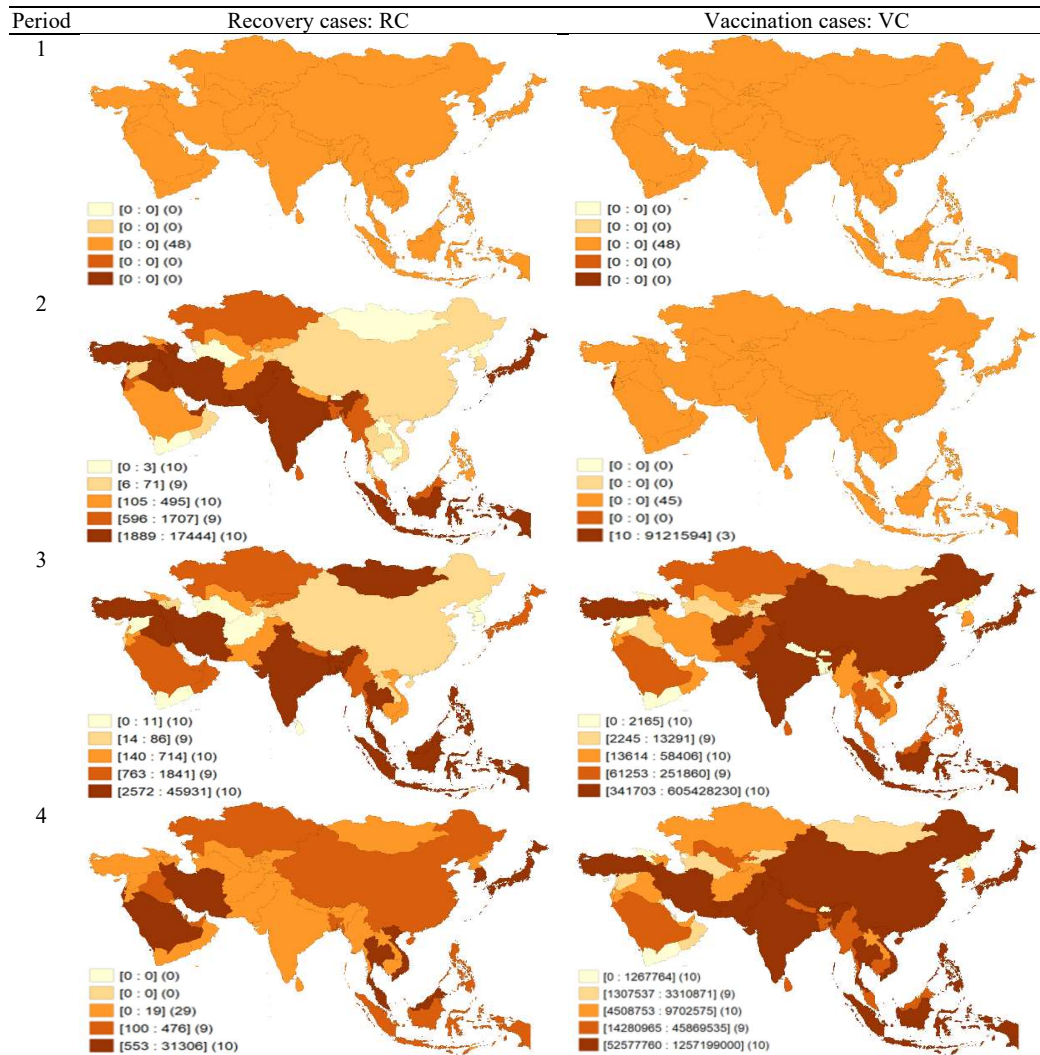 Period Recovery cases: RC Vaccination cases: VC
1
[0 : 0] (0)
[0 : 0] (0)
[0 : 0] (48)
[0 : 0] (0)
[0 : 0] (0)
[0 : 0] (0)
[0 : 0] (0)
[0 : 0] (48)
[0 : 0] (0)
[0 : 0] (0)
2
[0 : 3] (10)
[6 : 71] (9)
[105 : 495] (10)
[596 : 1707] (9)
[1889 : 17444] (10)
[0 : 0] (0)
[0 : 0] (0)
[0 : 0] (45)
[0 : 0] (0)
[10 : 9121594] (3)
3
[0 : 11] (10)
[14 : 86] (9)
[140 : 714] (10)
[763 : 1841] (9)
[2572 : 45931] (10)
[0 : 2165] (10)
[2245 : 13291] (9)
[13614 : 58406] (10)
[61253 : 251860] (9)
[341703 : 605428230] (10)
4
[0 : 0] (0)
[0 : 0] (0)
[0 : 19] (29)
[100 : 476] (9)
[553 : 31306] (10)
[0 : 1267764] (10)
[1307537 : 3310871] (9)
[4508753 : 9702575] (10)
[14280965 : 45869535] (9)
[52577760 : 1257199000] (10)